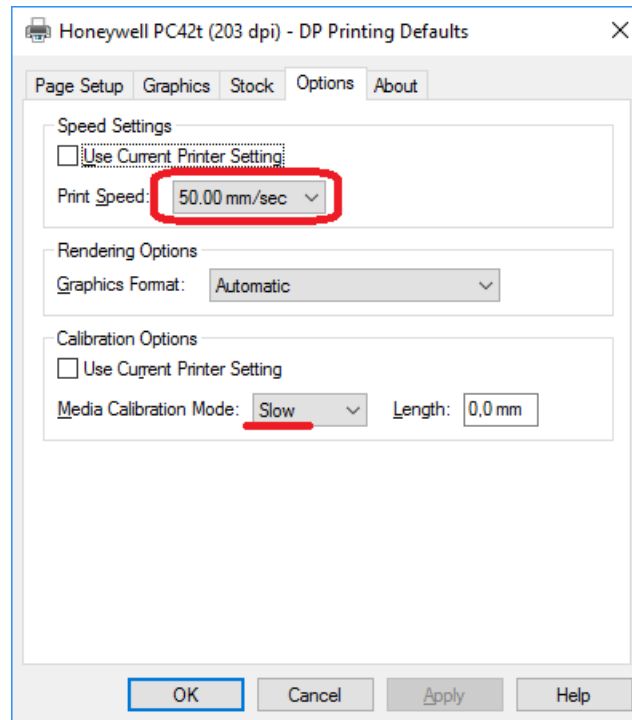 Honeywell PC42t (203 dpi) - DP Printing Defaults
Page Setup Graphics Stock Options About
Speed Settings
Use Current Printer Setting
Print Speed: 50.00 mm/sec
Rendering Options
Graphics Format: Automatic
Calibration Options
Use Current Printer Setting
Media Calibration Mode: Slow Length: 0,0 mm
OK Cancel Apply Help